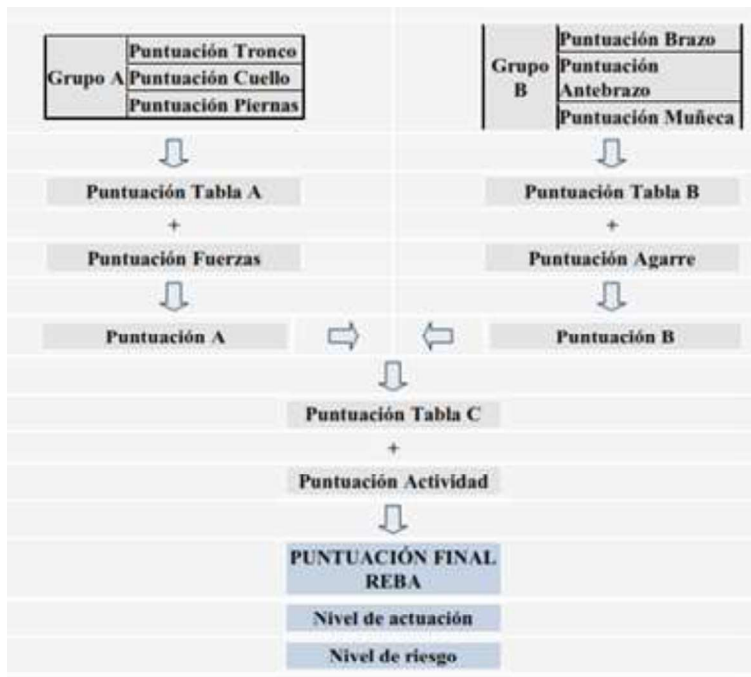 Grupo A
Puntuación Tronco
Puntuación Cuello
Puntuación Piernas
Grupo
B
Puntuación Brazo
Puntuación
Antebrazo
Puntuación Muñeca
Puntuación Tabla A
Puntuación Tabla B
+
+
Puntuación Fuerzas
Puntuación Agarre
Puntuación A
Puntuación B
Puntuación Tabla C
+
Puntuación Actividad
PUNTUACIÓN FINAL
REBA
Nivel de actuación
Nivel de riesgo